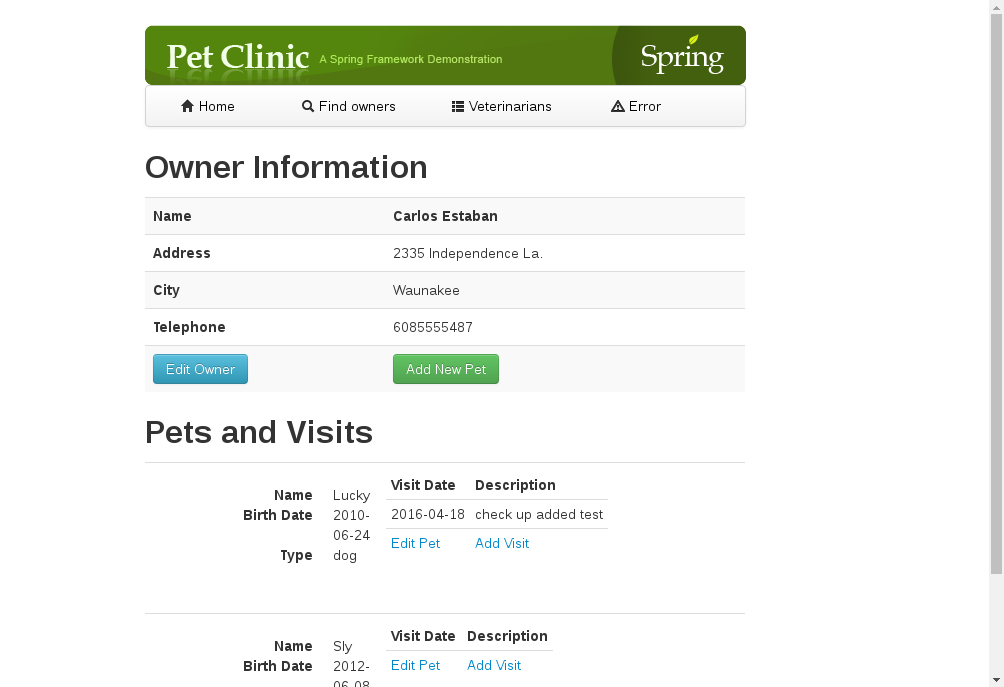 Pet Clinic A Spring Framework Demonstration Spring
Home Find owners Veterinarians Error
Owner Information
Name Carlos Estaban
Address 2335 Independence La.
City Waunakee
Telephone 6085555487
Edit Owner Add New Pet
Pets and Visits
Name Lucky
Birth Date 2010-
06-24
Type dog
Visit Date Description
2016-04-18 check up added test
Edit Pet Add Visit
Name Sly
Birth Date 2012-
06-08
Visit Date Description
Edit Pet Add Visit